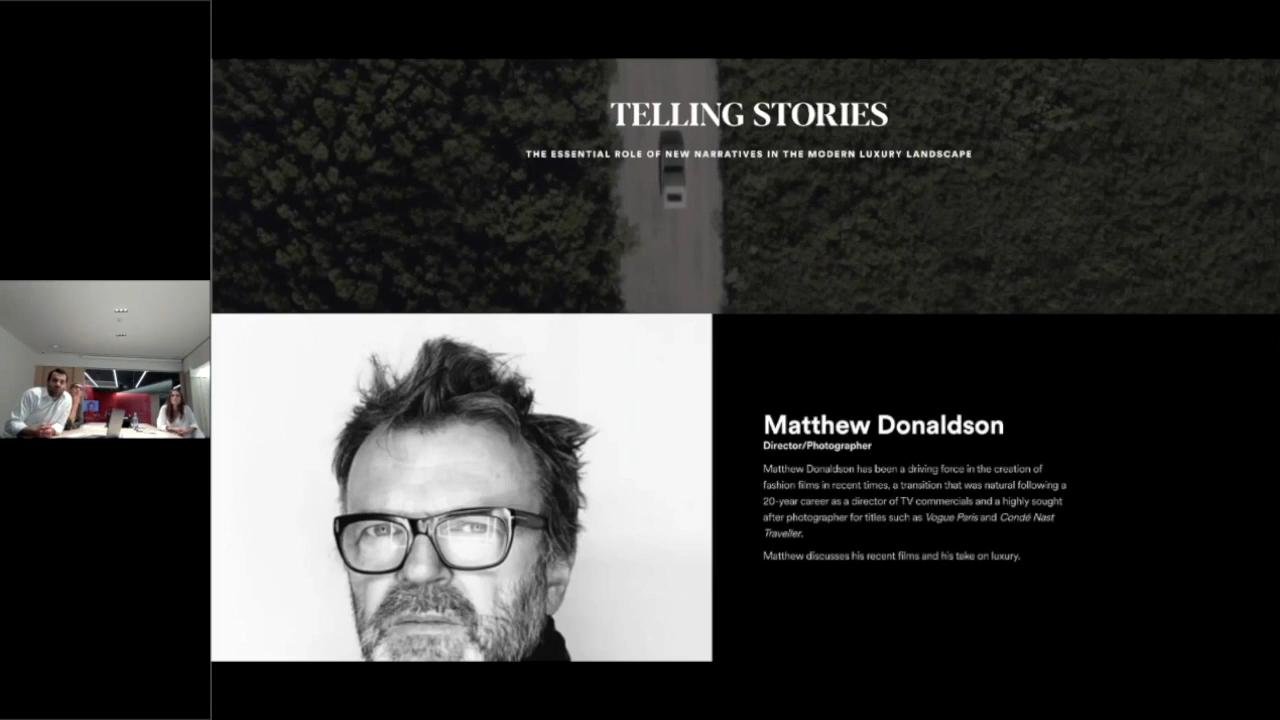 TELLING STORIES
THE ESSENTIAL ROLE OF NEW NARRATIVES IN THE MODERN LUXURY LANDSCAPE
Matthew Donaldson
Director/Photographer
Matthew Donaldson has been a driving force in the creation of
fashion films in recent times, a transition that was natural following a
20-year career as a director of TV commercials and a highly sought
after photographer for titles such as Vogue Paris and Condé Nast
Traveller.
Matthew discusses his recent films and his take on luxury.